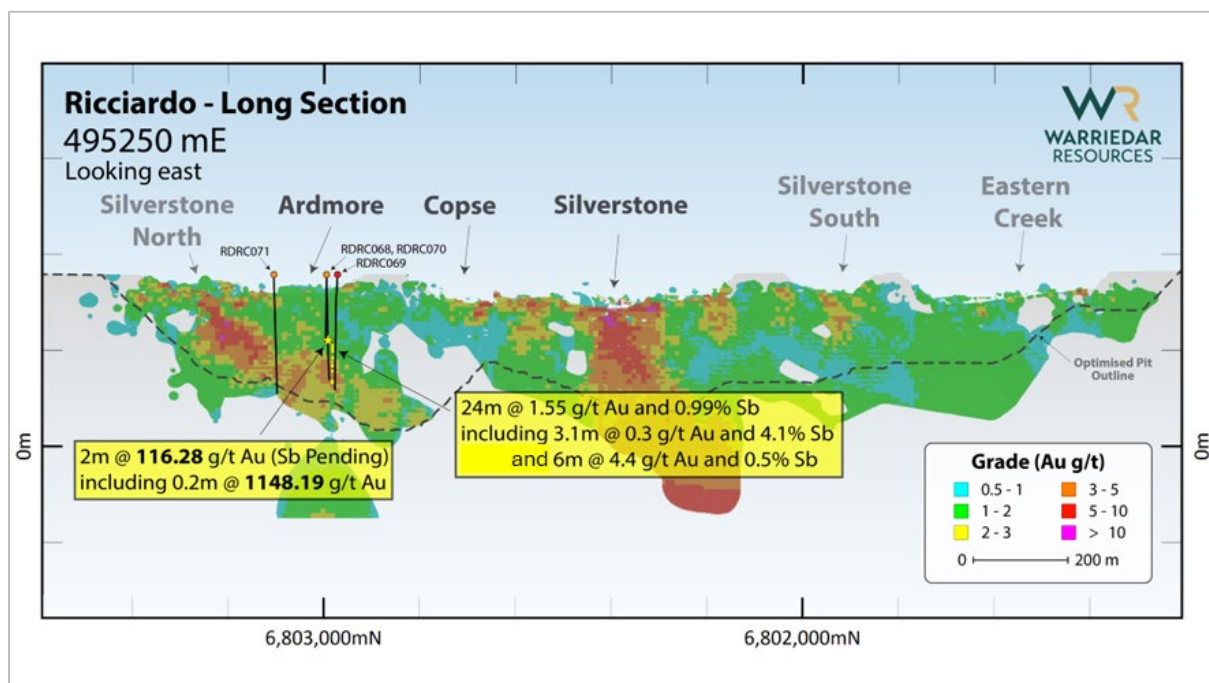 Ricciardo - Long Section
495250 mE
Looking east
WR
WARRIEDAR
RESOURCES
Silverstone
North
Ardmore
Copse
Silverstone
Silverstone
South
Eastern
Creek
RDRC071
RDRC068, RDRC070
RDRC069
Optimised Pit
Outline
24m @ 1.55 g/t Au and 0.99% Sb
including 3.1m @ 0.3 g/t Au and 4.1% Sb
and 6m @ 4.4 g/t Au and 0.5% Sb
2m @ 116.28 g/t Au (Sb Pending)
including 0.2m @ 1148.19 g/t Au
0m
0m
Grade (Au g/t)
0.5 - 1
3 - 5
1 - 2
5 - 10
2 - 3
> 10
0
200 m
6,803,000mN
6,802,000mN